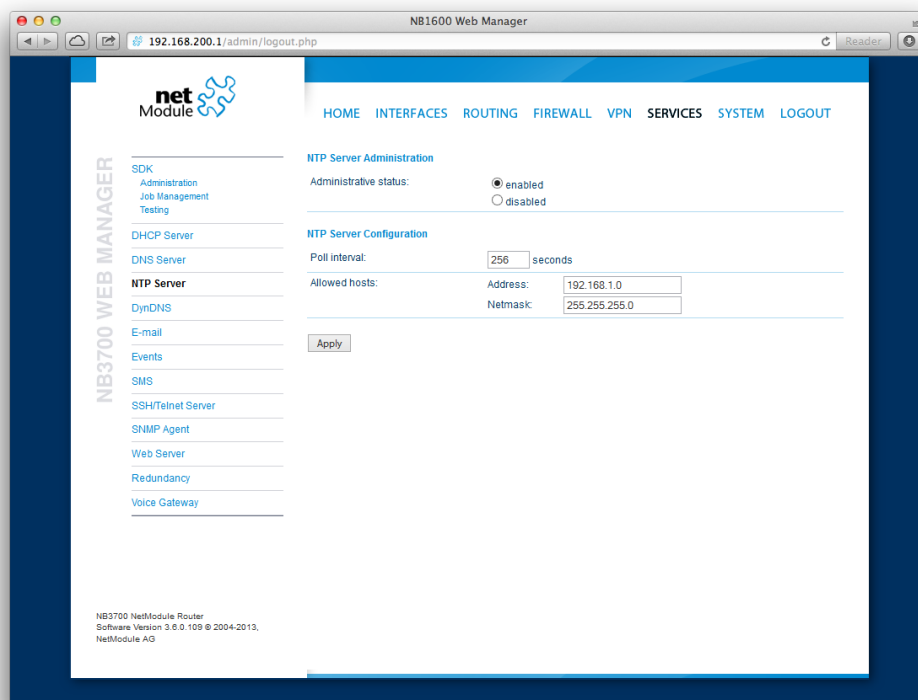 NB1600 Web Manager
192.168.200.1/admin/logout.php
Reader
net
Module
HOME INTERFACES ROUTING FIREWALL VPN SERVICES SYSTEM LOGOUT
NB3700 WEB MANAGER
SDK
Administration
Job Management
Testing
DHCP Server
DNS Server
NTP Server
DynDNS
E-mail
Events
SMS
SSH/Telnet Server
SNMP Agent
Web Server
Redundancy
Voice Gateway
NTP Server Administration
Administrative status:
enabled
disabled
NTP Server Configuration
Poll interval: 256 seconds
Allowed hosts: Address: 192.168.1.0
Netmask: 255.255.255.0
Apply
NB3700 NetModule Router
Software Version 3.6.0.109 © 2004-2013,
NetModule AG